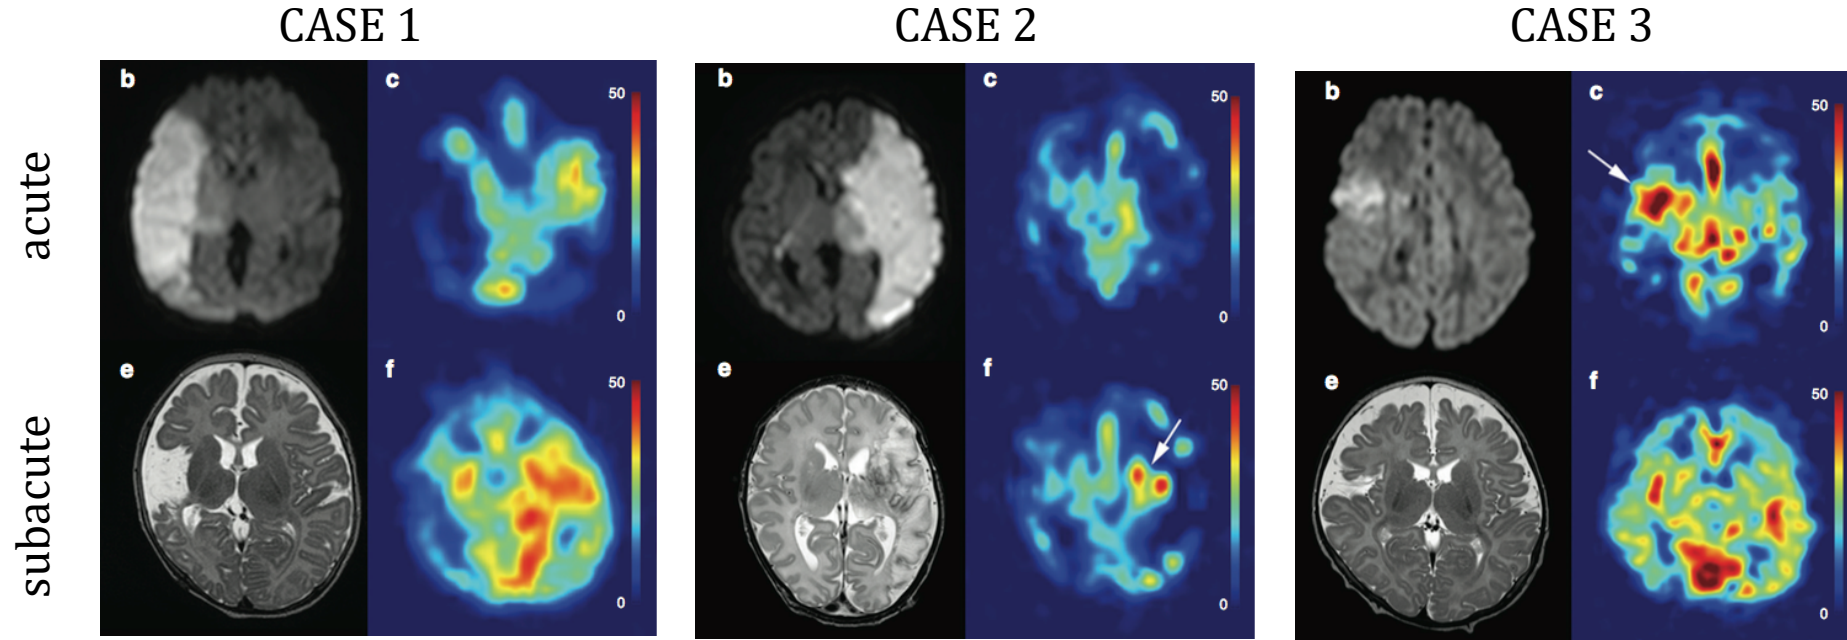 CASE 1 CASE 2 CASE 3
acute
b c 50 0 b c 50 0 b c 50 0
subacute
e f 50 0 e f 50 0 e f 50 0